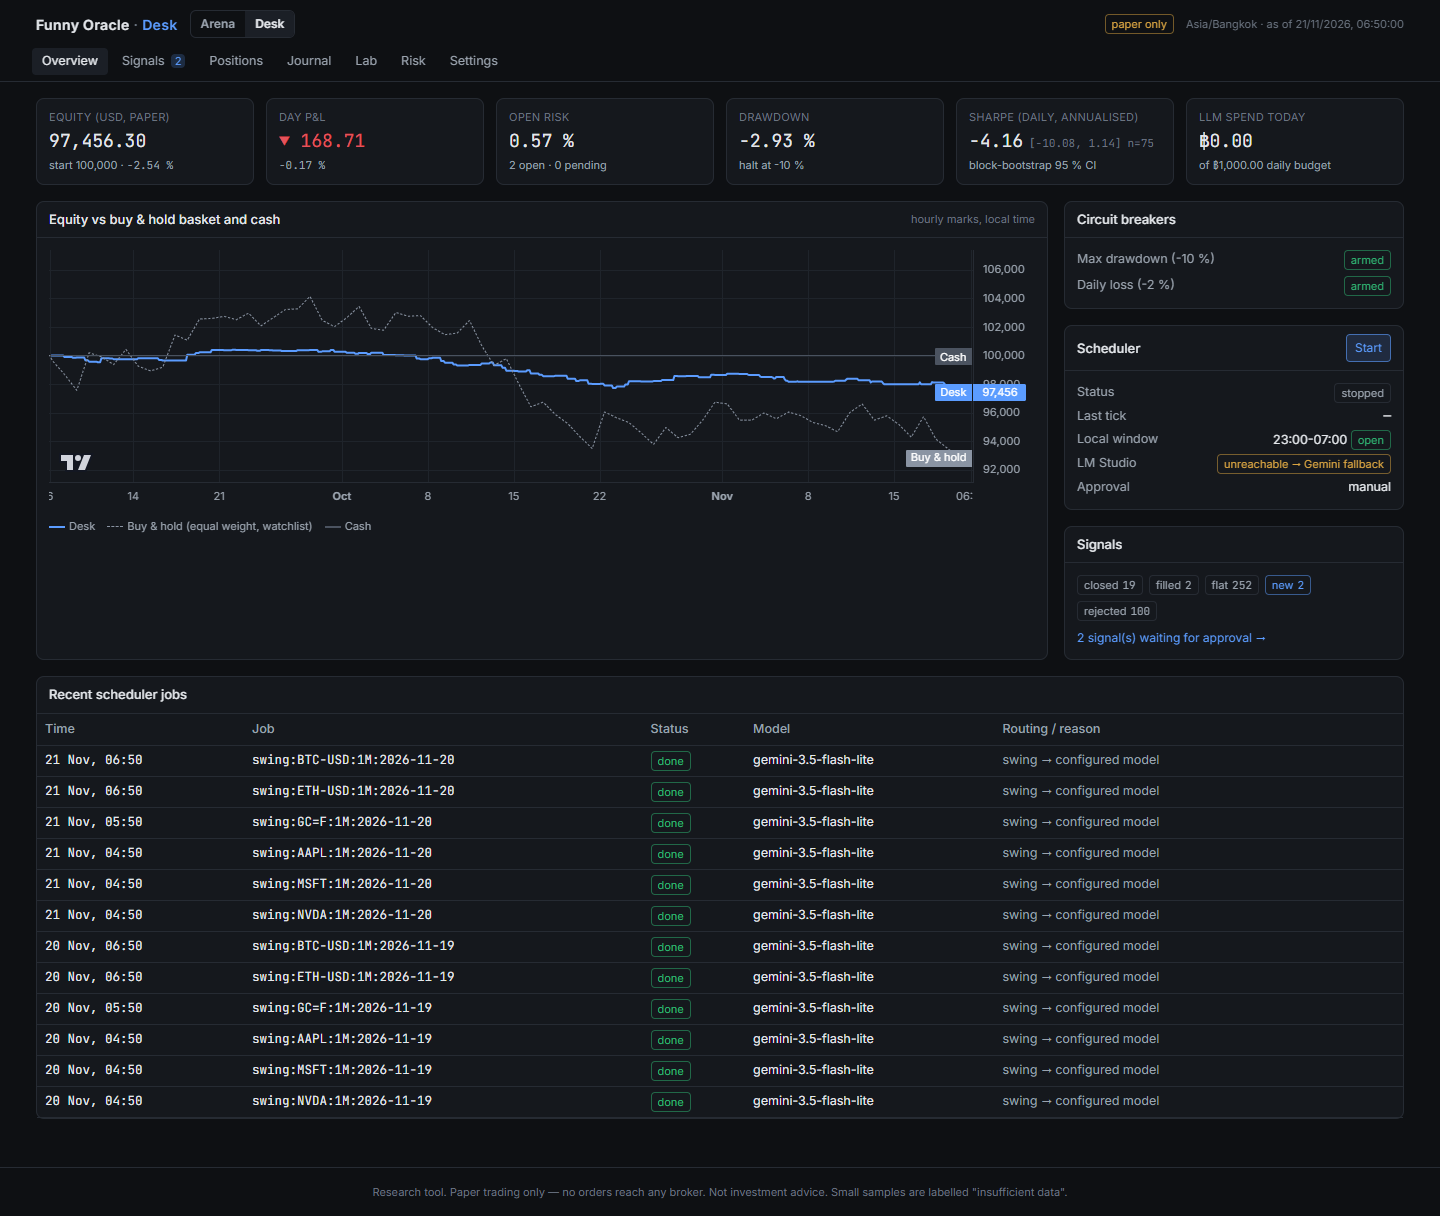 Funny Oracle · Desk
Arena Desk
paper only
Asia/Bangkok · as of 21/11/2026, 06:50:00
Overview Signals 2 Positions Journal Lab Risk Settings
EQUITY (USD, PAPER)
97,456.30
start 100,000 · -2.54 %
DAY P&L
▼ 168.71
-0.17 %
OPEN RISK
0.57 %
2 open · 0 pending
DRAWDOWN
-2.93 %
halt at -10 %
SHARPE (DAILY, ANNUALISED)
-4.16 [-10.08, 1.14] n=75
block-bootstrap 95 % CI
LLM SPEND TODAY
฿0.00
of ฿1,000.00 daily budget
Equity vs buy & hold basket and cash
hourly marks, local time
106,000
104,000
102,000
100,000
98,000
96,000
94,000
92,000
Cash
Desk 97,456
Buy & hold
14 21 Oct 8 15 22 Nov 8 15 06:
Desk Buy & hold (equal weight, watchlist) Cash
Circuit breakers
Max drawdown (-10 %) armed
Daily loss (-2 %) armed
Scheduler Start
Status stopped
Last tick –
Local window 23:00-07:00 open
LM Studio unreachable → Gemini fallback
Approval manual
Signals
closed 19 filled 2 flat 252 new 2
rejected 100
2 signal(s) waiting for approval →
Recent scheduler jobs
Time Job Status Model Routing / reason
21 Nov, 06:50 swing:BTC-USD:1M:2026-11-20 done gemini-3.5-flash-lite swing → configured model
21 Nov, 06:50 swing:ETH-USD:1M:2026-11-20 done gemini-3.5-flash-lite swing → configured model
21 Nov, 05:50 swing:GC=F:1M:2026-11-20 done gemini-3.5-flash-lite swing → configured model
21 Nov, 04:50 swing:AAPL:1M:2026-11-20 done gemini-3.5-flash-lite swing → configured model
21 Nov, 04:50 swing:MSFT:1M:2026-11-20 done gemini-3.5-flash-lite swing → configured model
21 Nov, 04:50 swing:NVDA:1M:2026-11-20 done gemini-3.5-flash-lite swing → configured model
20 Nov, 06:50 swing:BTC-USD:1M:2026-11-19 done gemini-3.5-flash-lite swing → configured model
20 Nov, 06:50 swing:ETH-USD:1M:2026-11-19 done gemini-3.5-flash-lite swing → configured model
20 Nov, 05:50 swing:GC=F:1M:2026-11-19 done gemini-3.5-flash-lite swing → configured model
20 Nov, 04:50 swing:AAPL:1M:2026-11-19 done gemini-3.5-flash-lite swing → configured model
20 Nov, 04:50 swing:MSFT:1M:2026-11-19 done gemini-3.5-flash-lite swing → configured model
20 Nov, 04:50 swing:NVDA:1M:2026-11-19 done gemini-3.5-flash-lite swing → configured model
Research tool. Paper trading only — no orders reach any broker. Not investment advice. Small samples are labelled "insufficient data".